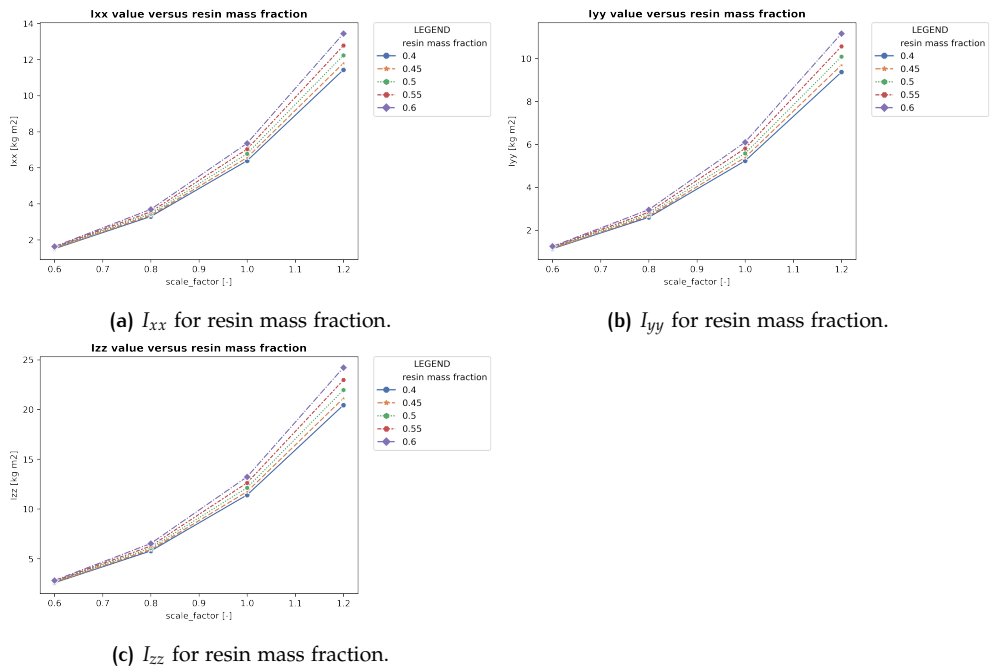 Ixx value versus resin mass fraction
14
12
10
8
6
4
2
Ixx [kg m2]
0.6 0.7 0.8 0.9 1.0 1.1 1.2
scale_factor [-]
LEGEND
resin mass fraction
0.4
0.45
0.5
0.55
0.6
(a) Ixx for resin mass fraction.
Iyy value versus resin mass fraction
10
8
6
4
2
Iyy [kg m2]
0.6 0.7 0.8 0.9 1.0 1.1 1.2
scale_factor [-]
LEGEND
resin mass fraction
0.4
0.45
0.5
0.55
0.6
(b) Iyy for resin mass fraction.
Izz value versus resin mass fraction
25
20
15
10
5
Izz [kg m2]
0.6 0.7 0.8 0.9 1.0 1.1 1.2
scale_factor [-]
LEGEND
resin mass fraction
0.4
0.45
0.5
0.55
0.6
(c) Izz for resin mass fraction.